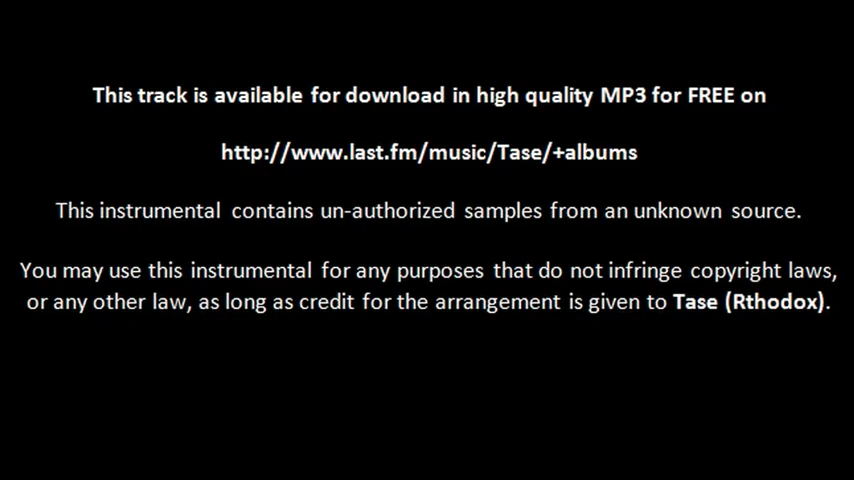 This track is available for download in high quality MP3 for FREE on
http://www.last.fm/music/Tase/+albums
This instrumental contains un-authorized samples from an unknown source.
You may use this instrumental for any purposes that do not infringe copyright laws,
or any other law, as long as credit for the arrangement is given to Tase (Rthodox).